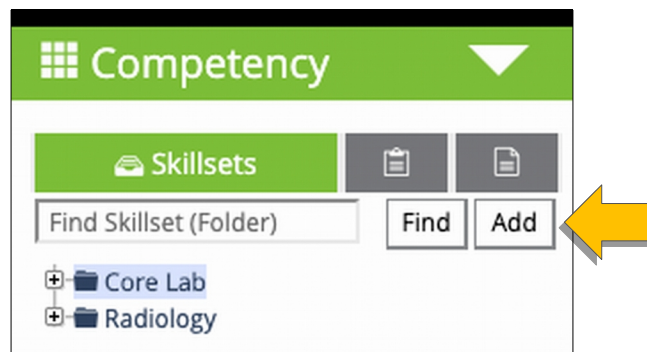 Competency
Skillsets
Find Skillset (Folder) Find Add
Core Lab
Radiology